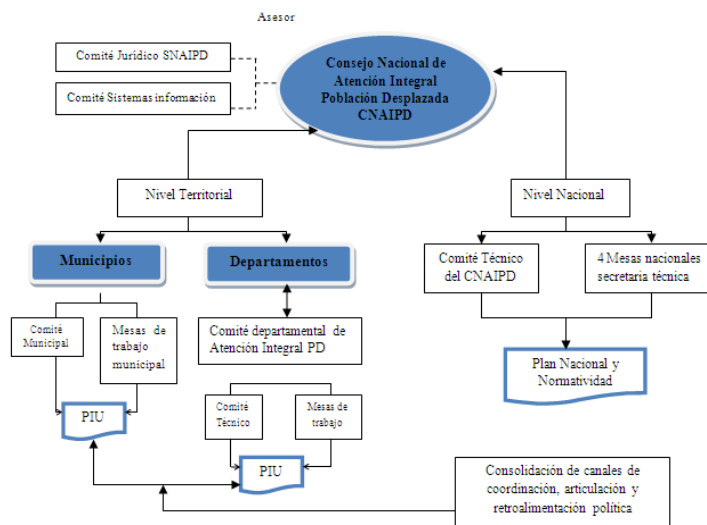 Asesor
Comité Jurídico SNAIPD
Comité Sistemas información
Consejo Nacional de
Atención Integral
Población Desplazada
CNAIPD
Nivel Territorial
Nivel Nacional
Municipios
Departamentos
Comité Técnico
del CNAIPD
4 Mesas nacionales
secretaria técnica
Comité
Municipal
Mesas de
trabajo
municipal
Comité departamental de
Atención Integral PD
Plan Nacional y
Normatividad
PIU
Comité
Técnico
Mesas de
trabajo
PIU
Consolidación de canales de
coordinación, articulación y
retroalimentación política